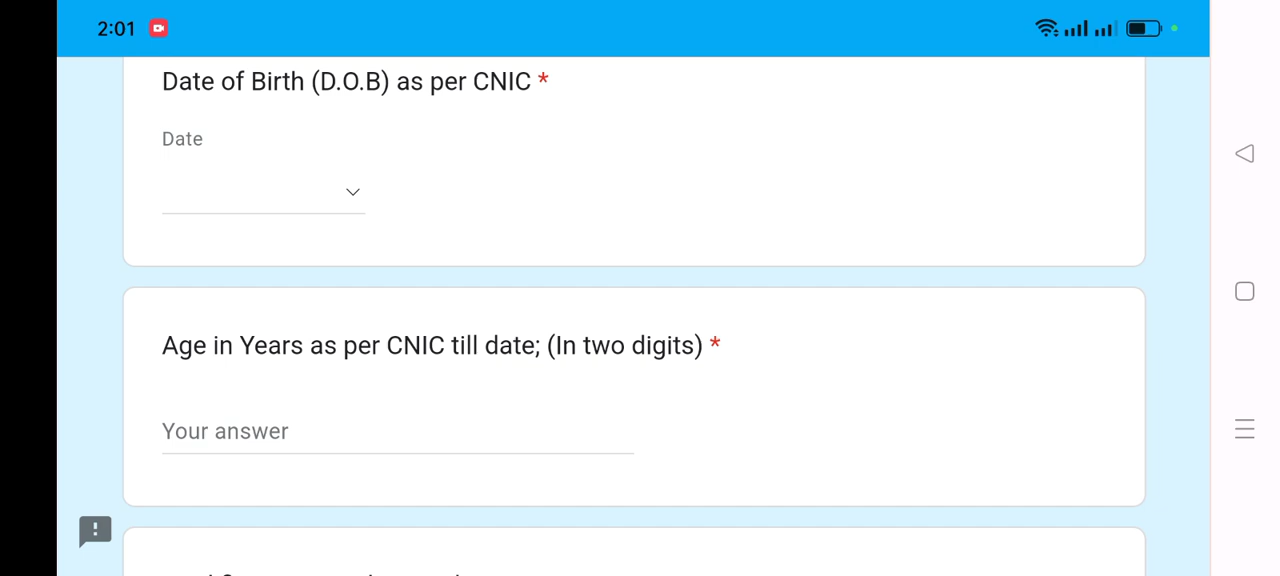 2:01
Date of Birth (D.O.B) as per CNIC *
Date
Age in Years as per CNIC till date; (In two digits) *
Your answer